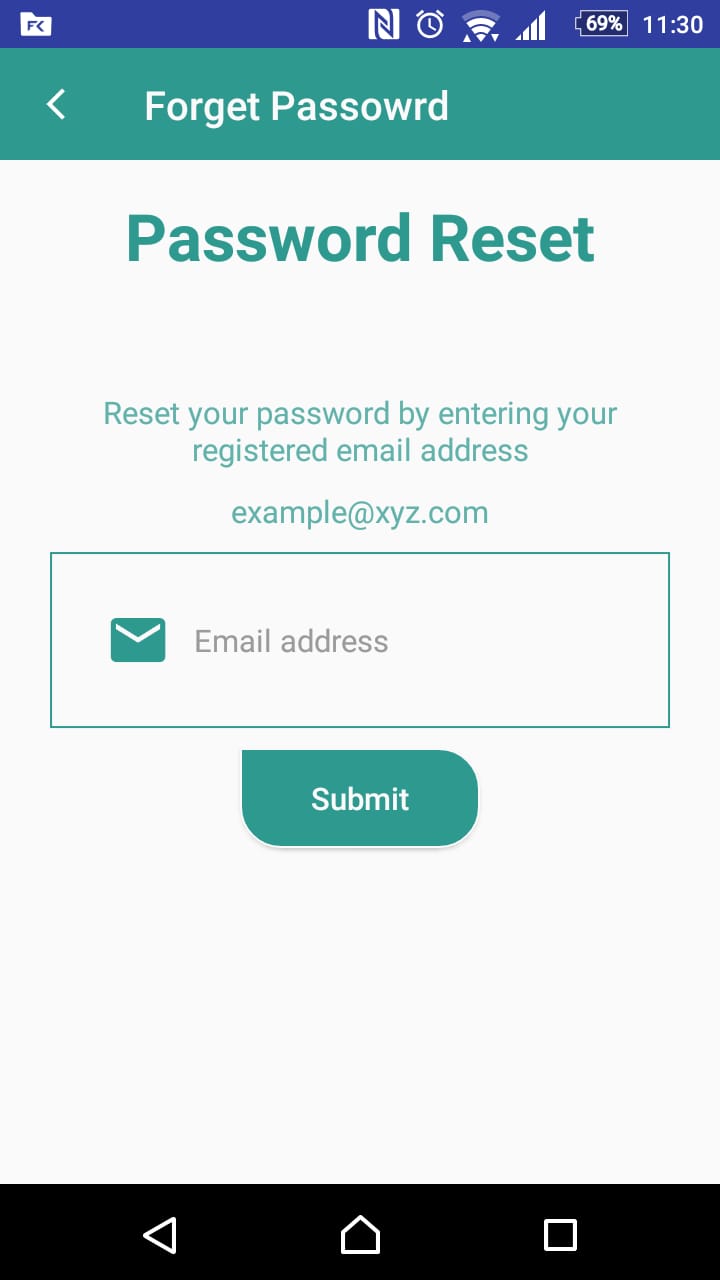 FK
69% 11:30
Forget Passowrd
Password Reset
Reset your password by entering your
registered email address
example@xyz.com
Email address
Submit